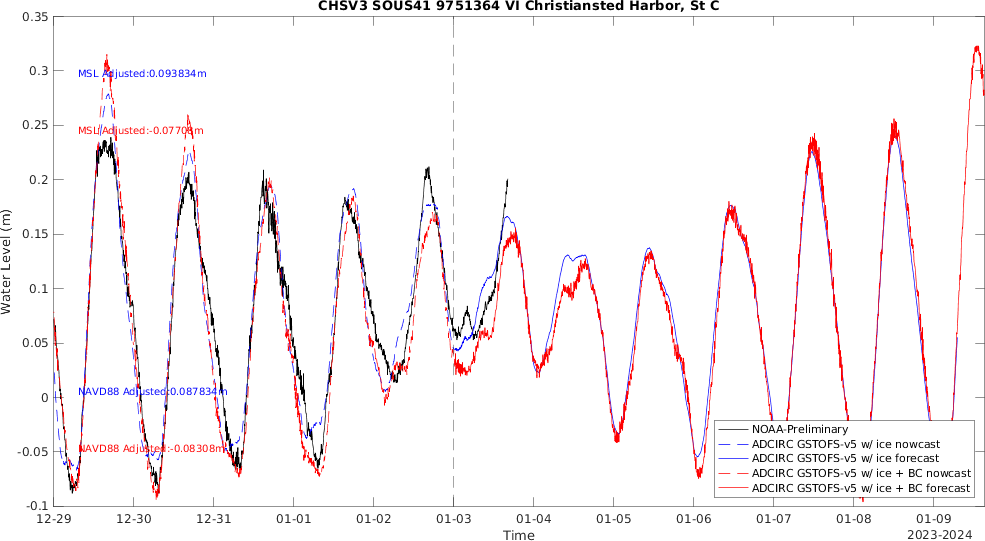 CHSV3 SOUS41 9751364 VI Christiansted Harbor, St C
0.35
0.3
0.25
0.2
0.15
0.1
0.05
0
-0.05
-0.1
Water Level (m)
MSL Adjusted:0.093834m
MSL Adjusted:-0.07708m
NAVD88 Adjusted:0.087834m
NAVD88 Adjusted:-0.08308m
NOAA-Preliminary
ADCIRC GSTOFS-v5 w/ ice nowcast
ADCIRC GSTOFS-v5 w/ ice forecast
ADCIRC GSTOFS-v5 w/ ice + BC nowcast
ADCIRC GSTOFS-v5 w/ ice + BC forecast
12-29 12-30 12-31 01-01 01-02 01-03 01-04 01-05 01-06 01-07 01-08 01-09
Time
2023-2024